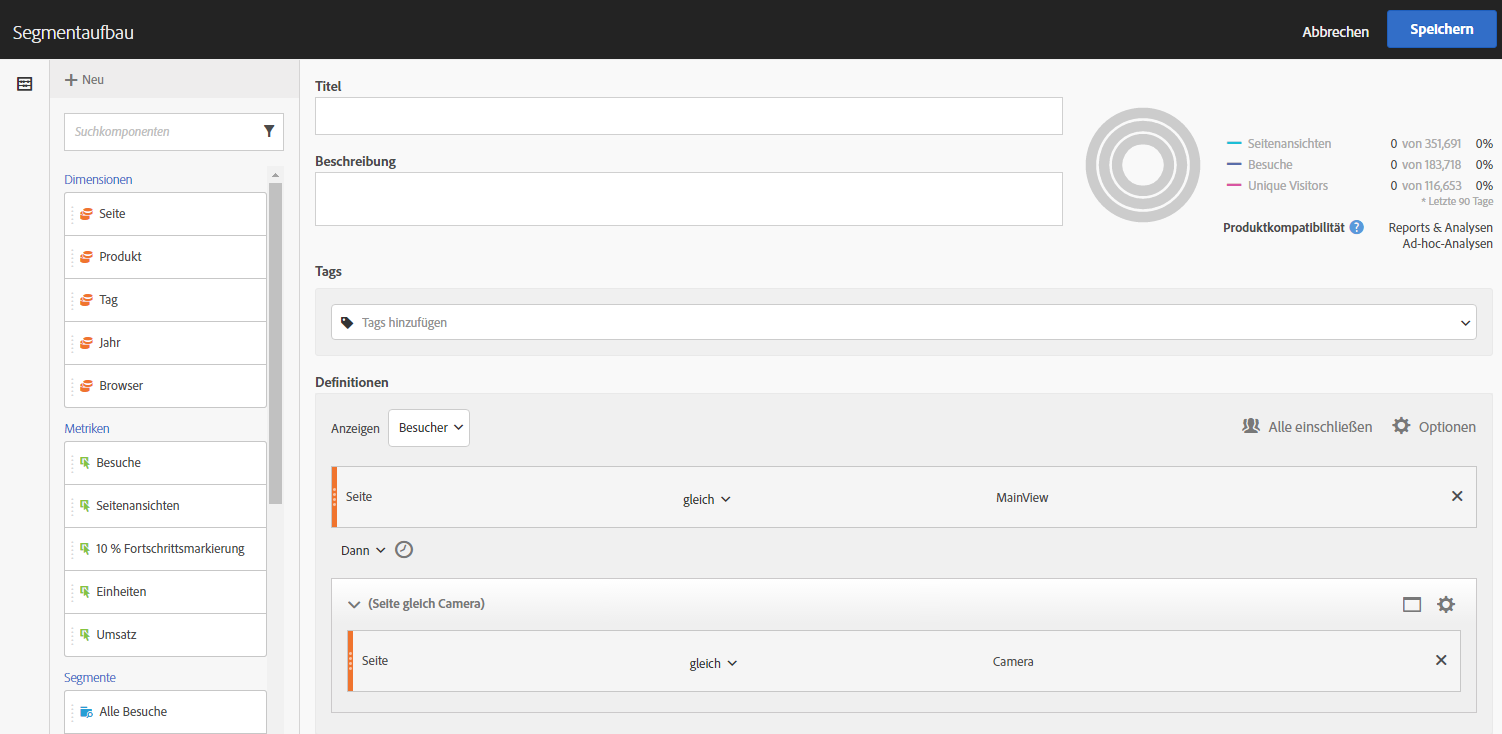 Segmentaufbau
Abbrechen
Speichern
Neu
Suchkomponenten
Dimensionen
Seite
Produkt
Tag
Jahr
Browser
Metriken
Besuche
Seitenansichten
10 % Fortschrittsmarkierung
Einheiten
Umsatz
Segmente
Alle Besuche
Titel
Beschreibung
Seitenansichten 0 von 351,691 0%
Besuche 0 von 183,718 0%
Unique Visitors 0 von 116,653 0%
* Letzte 90 Tage
Produktkompatibilität ? Reports & Analysen
Ad-hoc-Analysen
Tags
Tags hinzufügen
Definitionen
Anzeigen Besucher Alle einschließen Optionen
Seite gleich MainView
Dann
(Seite gleich Camera)
Seite gleich Camera